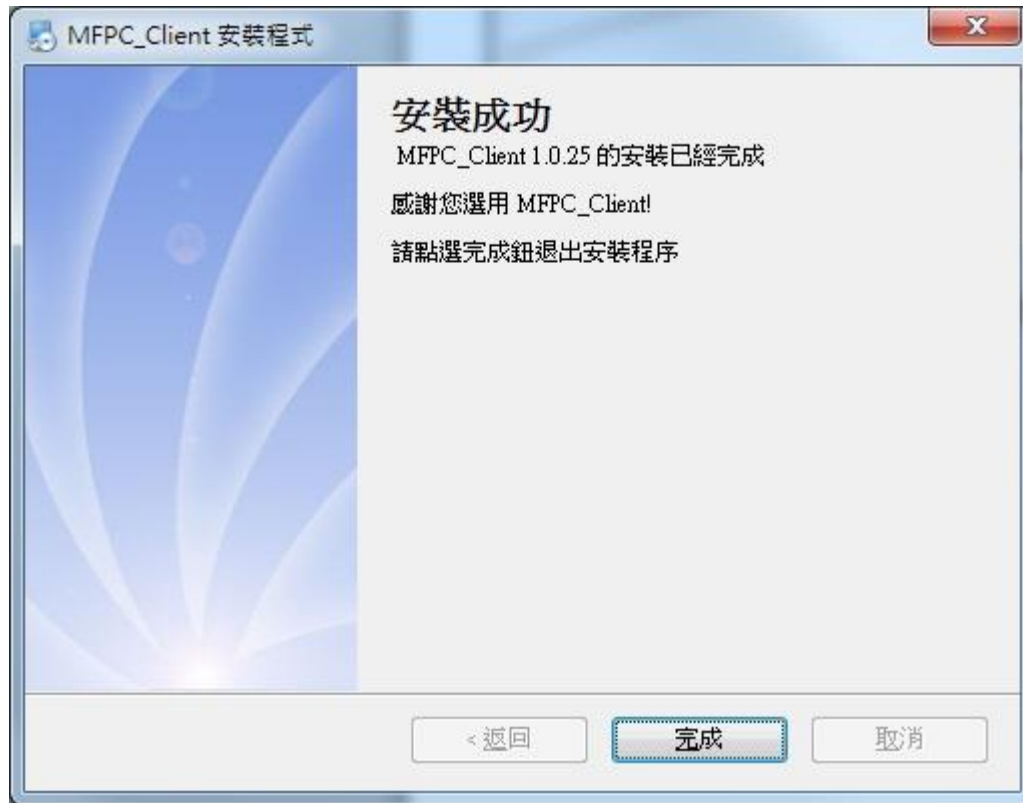 MFPC_Client 安裝程式
安裝成功
MFPC_Client 1.0.25 的安裝已經完成
感謝您選用 MFPC_Client!
請點選完成鈕退出安裝程序
<返回
完成
取消